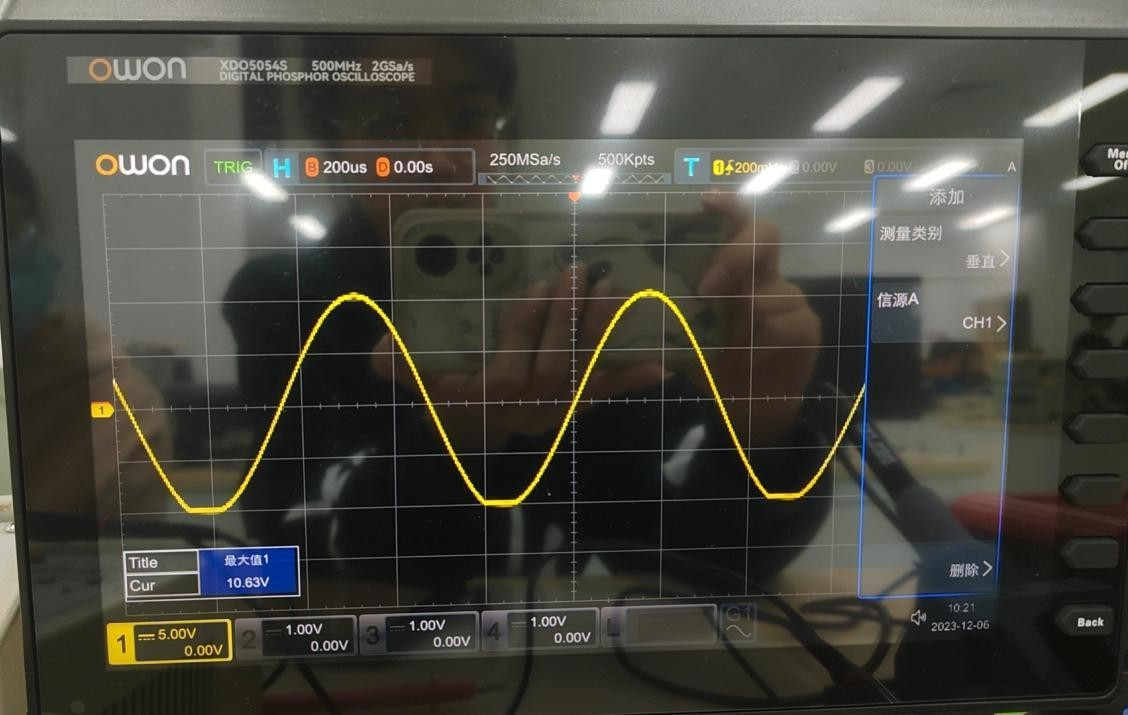 OWON XDO5054S 500MHz 2GSa/s
DIGITAL PHOSPHOR OSCILLOSCOPE
OWON TRIG H B 200us D 0.00s 250MSa/s 500Kpts T 1 200m 2 0.00V 3 0.00V A
添加
测量类别
垂直
信源A
CH1
1
Title 最大值1
Cur 10.63V
删除
1 5.00V 0.00V
2 1.00V 0.00V
3 1.00V 0.00V
4 1.00V 0.00V
G1
10:21
2023-12-06
Back